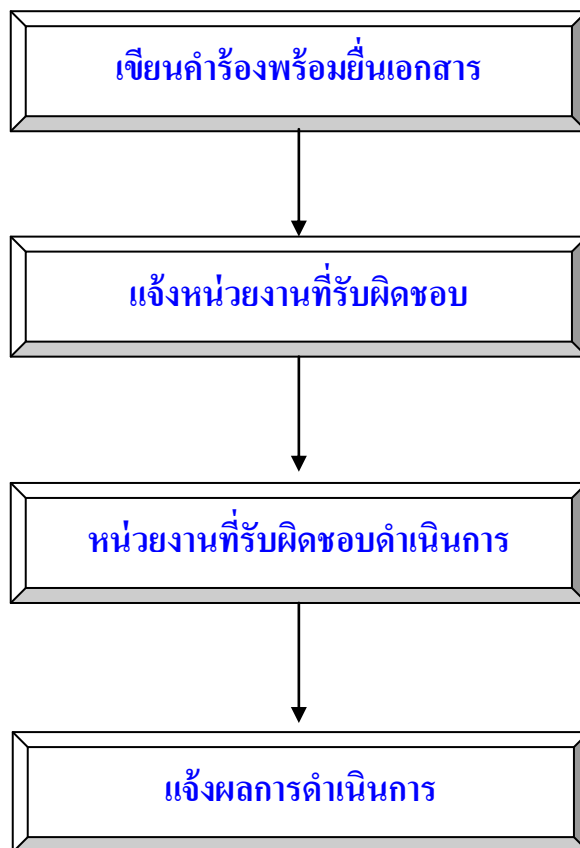 เขียนคำร้องพร้อมยื่นเอกสาร
แจ้งหน่วยงานที่รับผิดชอบ
หน่วยงานที่รับผิดชอบดำเนินการ
แจ้งผลการดำเนินการ